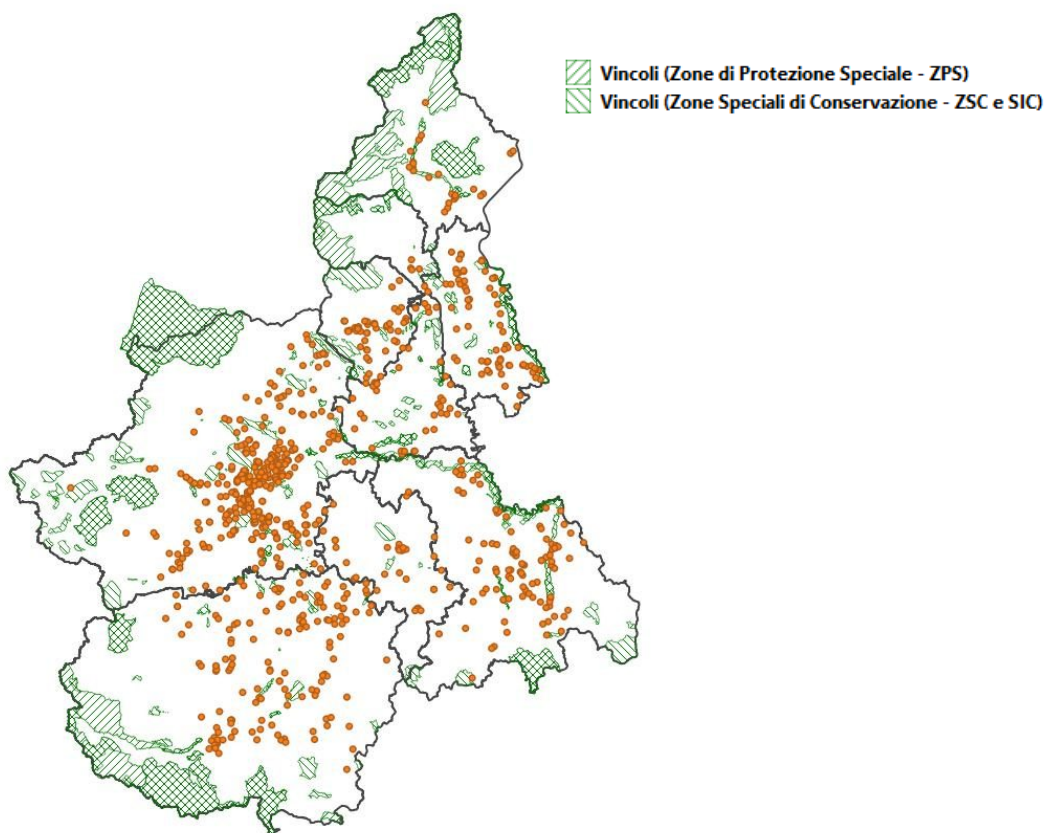 Vincoli (Zone di Protezione Speciale - ZPS)
Vincoli (Zone Speciali di Conservazione - ZSC e SIC)